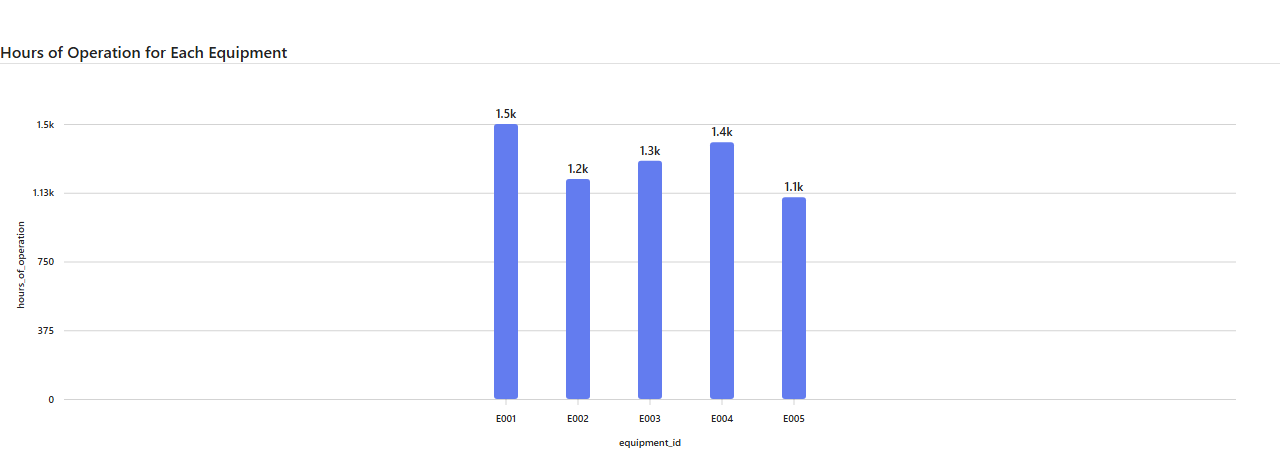 Hours of Operation for Each Equipment
1.5k
1.5k
1.4k
1.3k
1.2k
1.1k
1.13k
750
375
0
hours_of_operation
E001 E002 E003 E004 E005
equipment_id